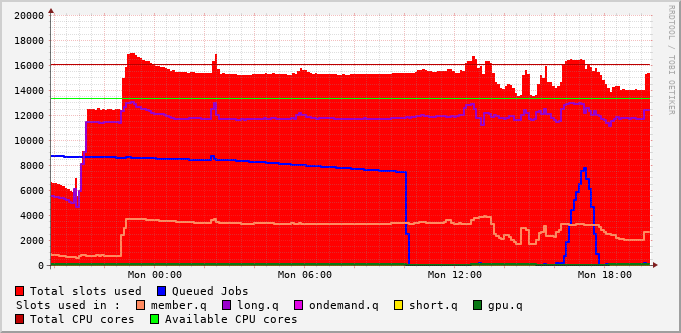 20000
18000
16000
14000
12000
10000
8000
6000
4000
2000
0
Mon 00:00 Mon 06:00 Mon 12:00 Mon 18:00
RRDTOOL / TOBI OETIKER
Total slots used Queued Jobs
Slots used in : member.q long.q ondemand.q short.q gpu.q
Total CPU cores Available CPU cores